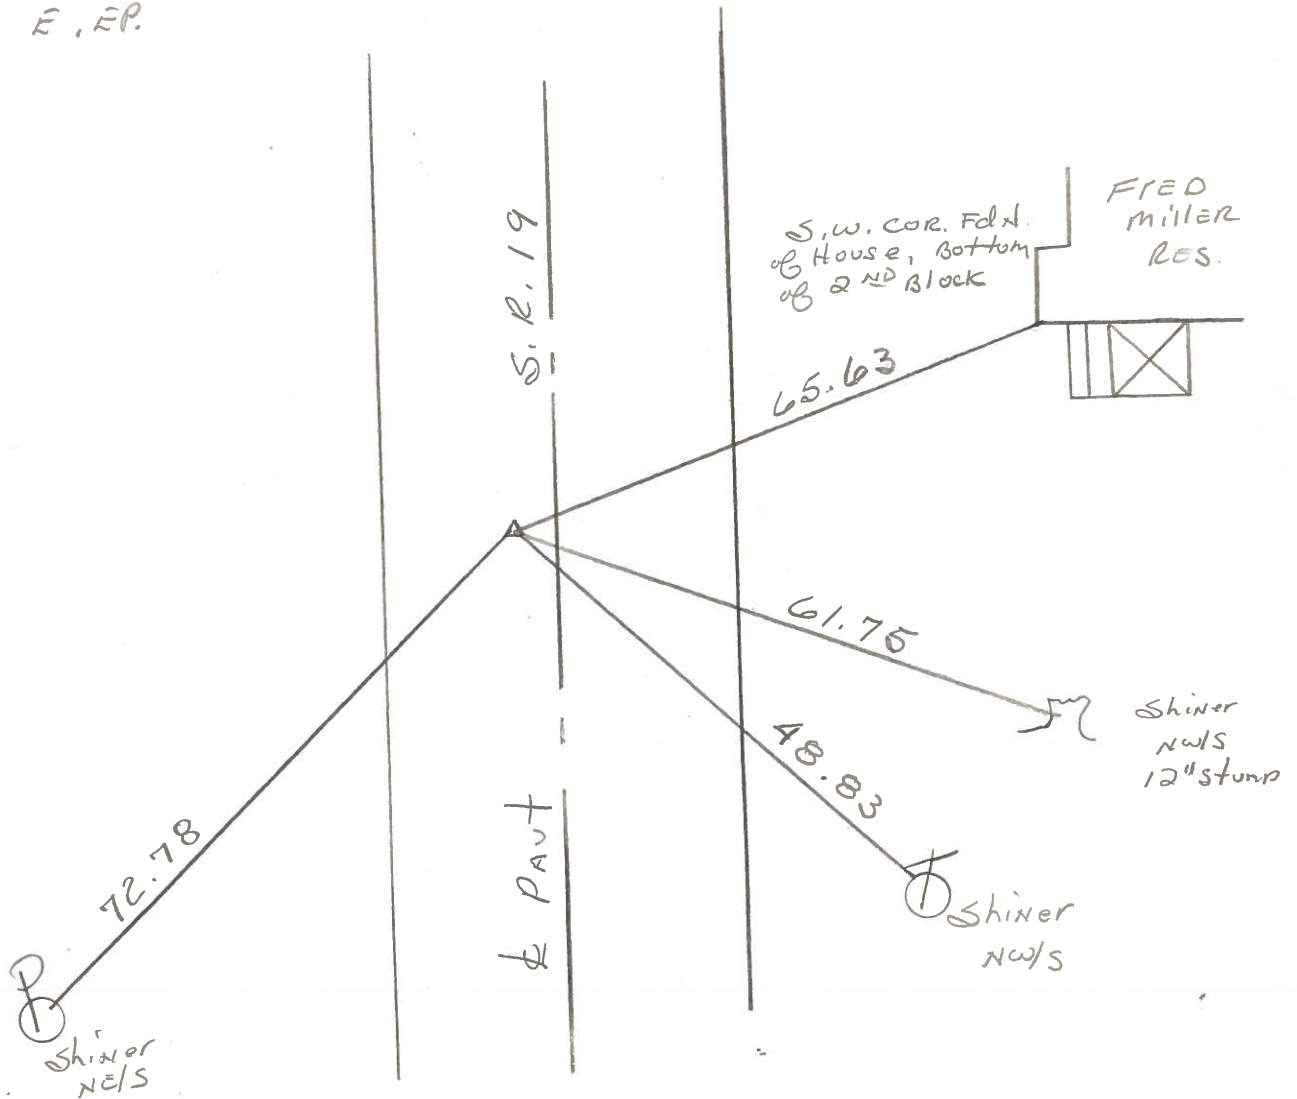 E, EP.
S.R. 19
FrED
MillER
RES.
S.W. COR. FdN.
of House, Bottom
of 2ND Block
65.63
61.75
Shiner
NW/S
12" Stump
48.83
Shiner
NW/S
72.78
P
Shiner
NE/S
℄ PAVT
T